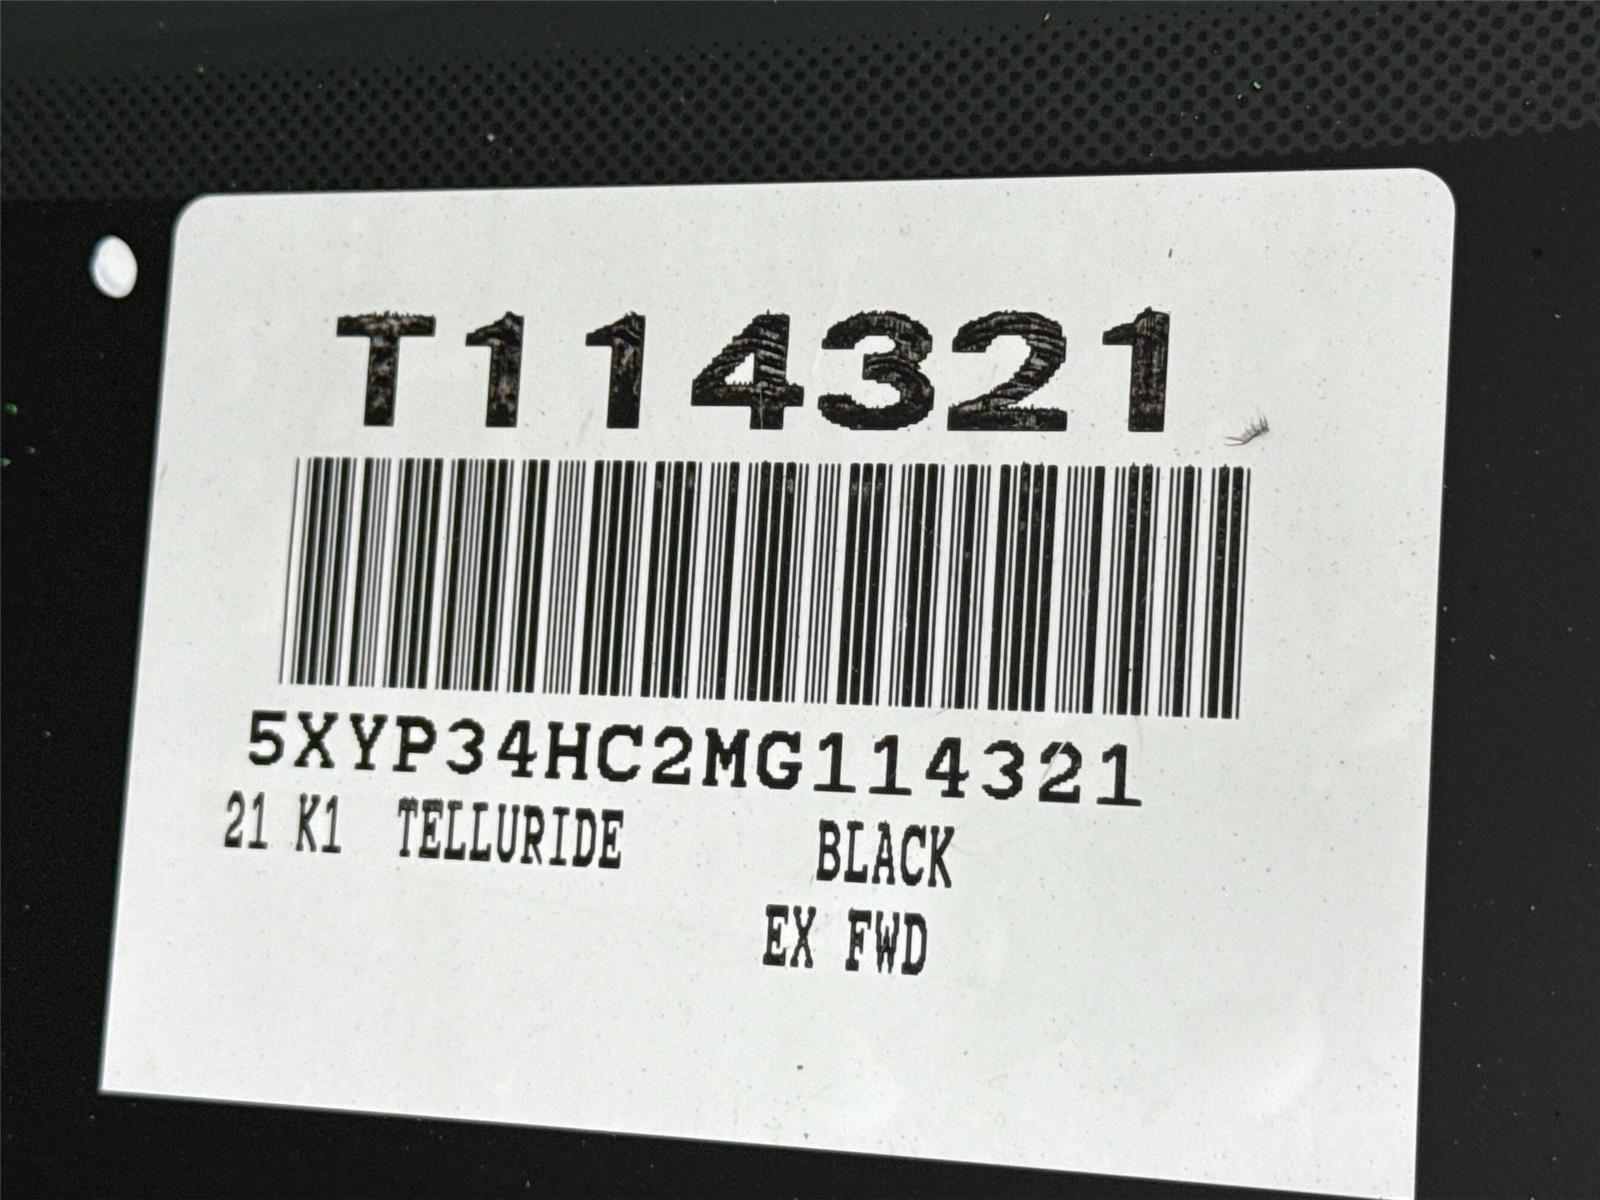 T114321
5XYP34HC2MG114321
21 K1 TELLURIDE BLACK
EX FWD